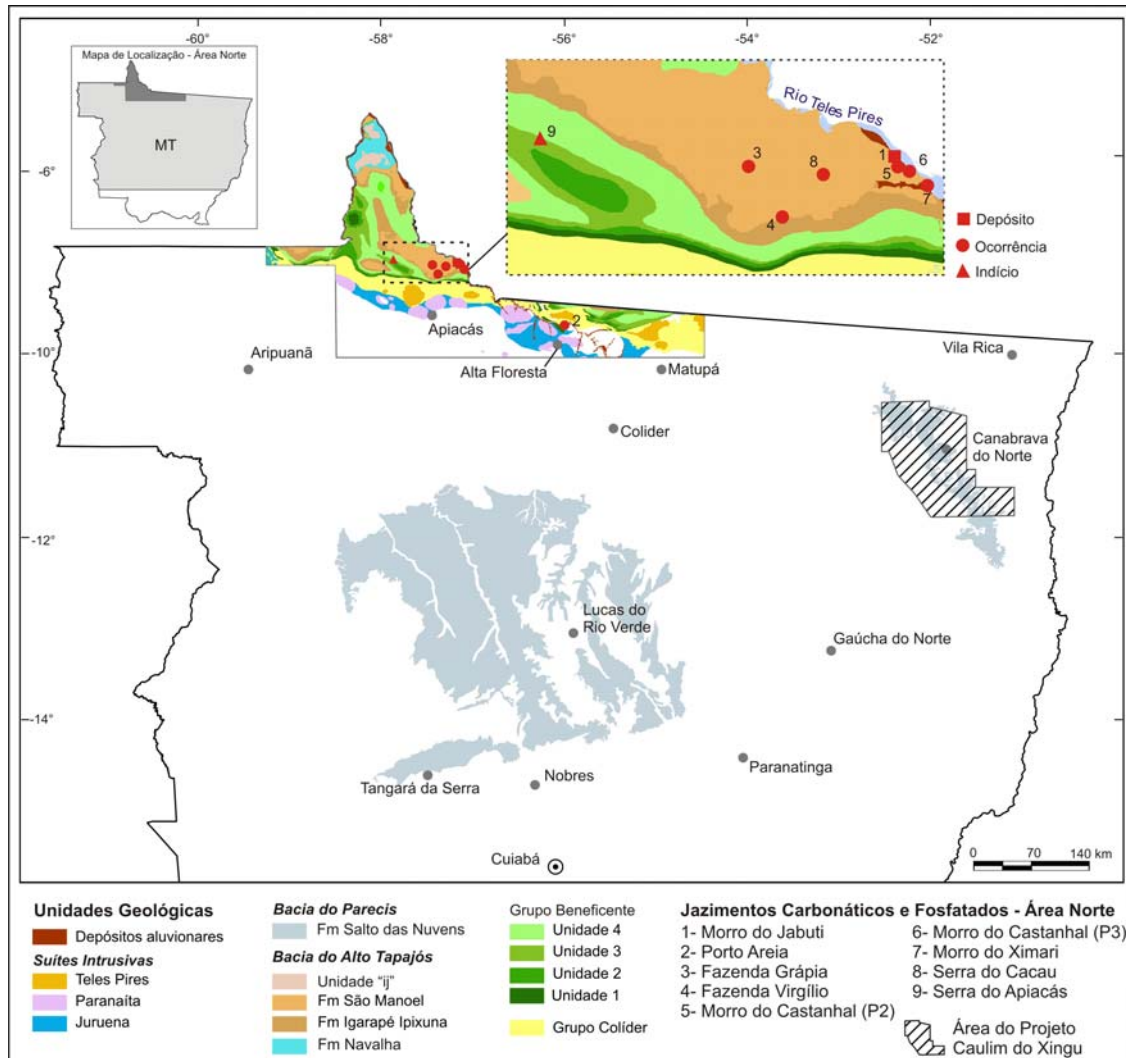 -60°
-58°
-56°
-54°
-52°
-6°
-10°
-12°
-14°
Mapa de Localização - Área Norte
MT
Rio Teles Pires
9
3
8
1
6
5
7
4
Depósito
Ocorrência
Indício
2
Apiacás
Aripuanã
Alta Floresta
Matupá
Vila Rica
Colider
Canabrava
do Norte
Lucas do
Rio Verde
Gaúcha do Norte
Paranatinga
Nobres
Tangará da Serra
Cuiabá
0 70 140 km
Unidades Geológicas
Depósitos aluvionares
Suítes Intrusivas
Teles Pires
Paranaíta
Juruena
Bacia do Parecis
Fm Salto das Nuvens
Bacia do Alto Tapajós
Unidade “ij”
Fm São Manoel
Fm Igarapé Ipixuna
Fm Navalha
Grupo Beneficente
Unidade 4
Unidade 3
Unidade 2
Unidade 1
Grupo Colíder
Jazimentos Carbonáticos e Fosfatados - Área Norte
1- Morro do Jabuti
2- Porto Areia
3- Fazenda Grápia
4- Fazenda Virgílio
5- Morro do Castanhal (P2)
6- Morro do Castanhal (P3)
7- Morro do Ximari
8- Serra do Cacau
9- Serra do Apiacás
Área do Projeto
Caulim do Xingu